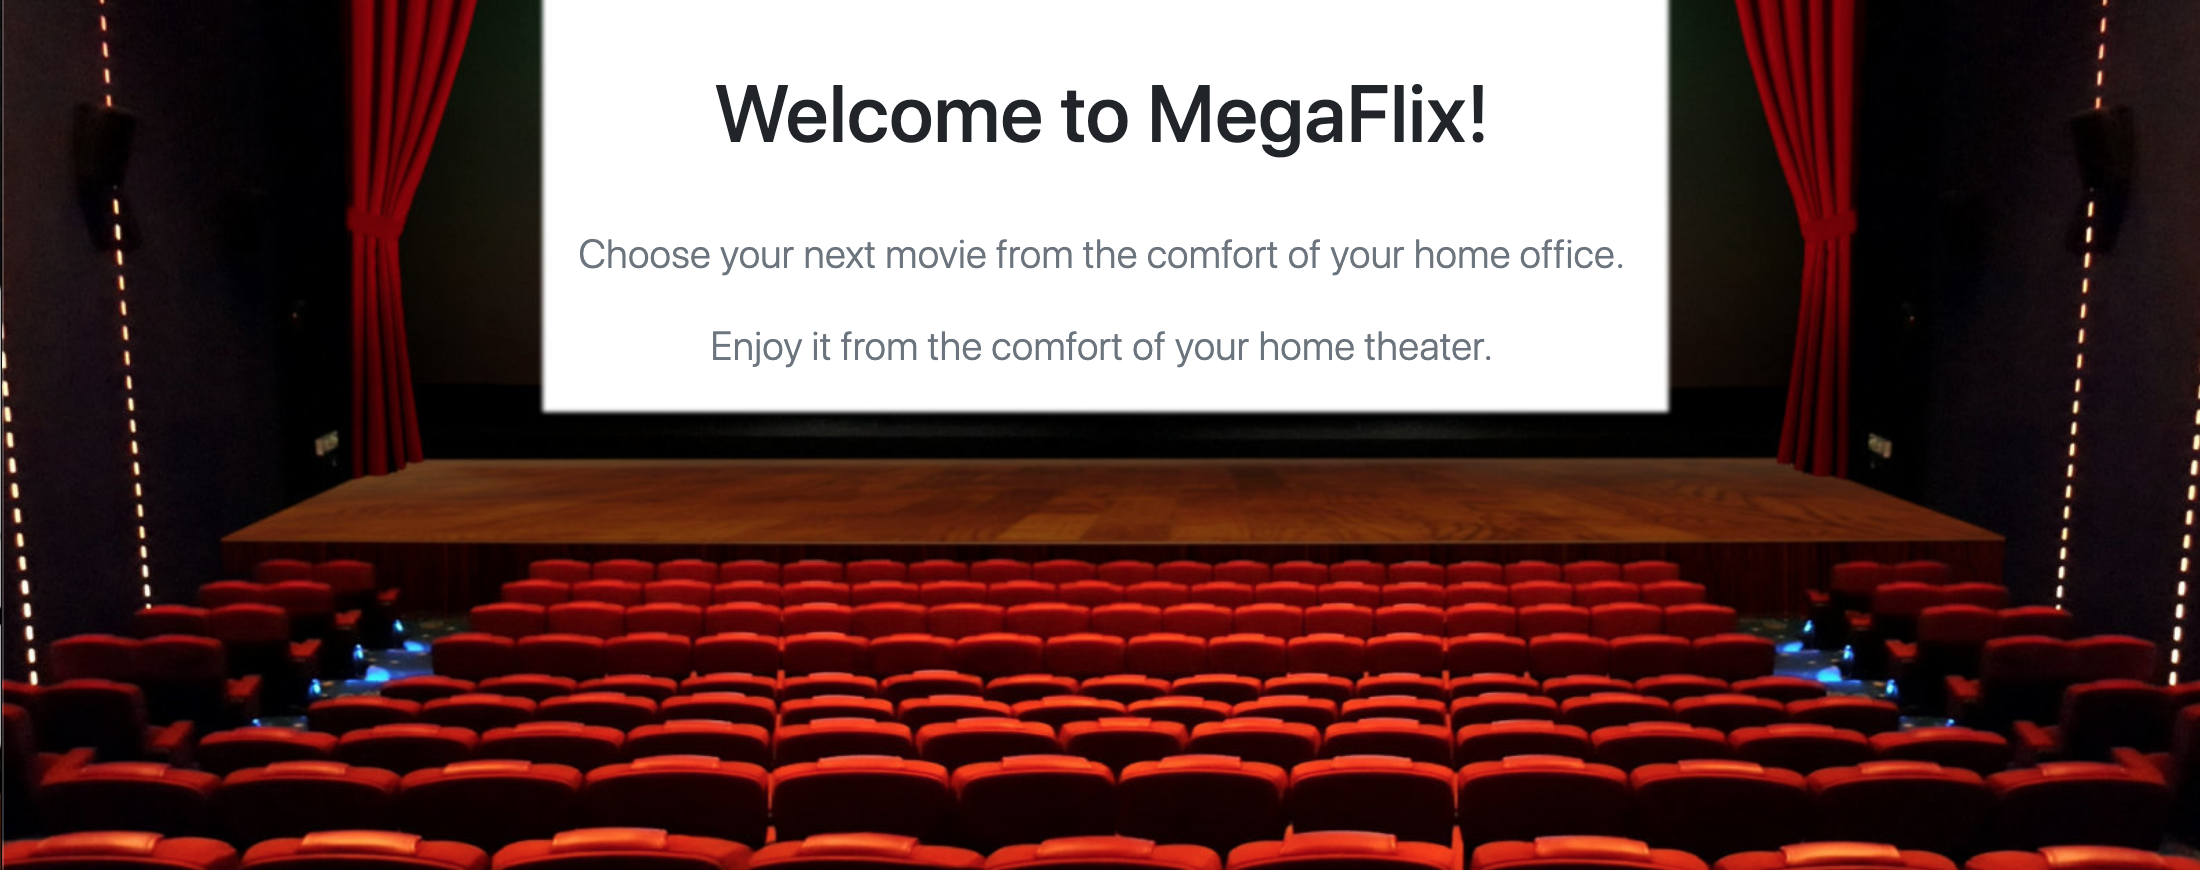 Welcome to MegaFlix!
Choose your next movie from the comfort of your home office.
Enjoy it from the comfort of your home theater.